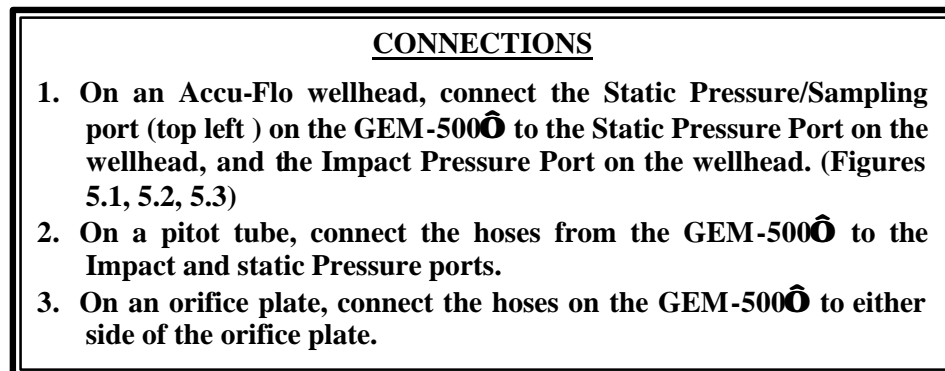 CONNECTIONS
1. On an Accu-Flo wellhead, connect the Static Pressure/Sampling
port (top left ) on the GEM-500Ô to the Static Pressure Port on the
wellhead, and the Impact Pressure Port on the wellhead. (Figures
5.1, 5.2, 5.3)
2. On a pitot tube, connect the hoses from the GEM-500Ô to the
Impact and static Pressure ports.
3. On an orifice plate, connect the hoses on the GEM-500Ô to either
side of the orifice plate.